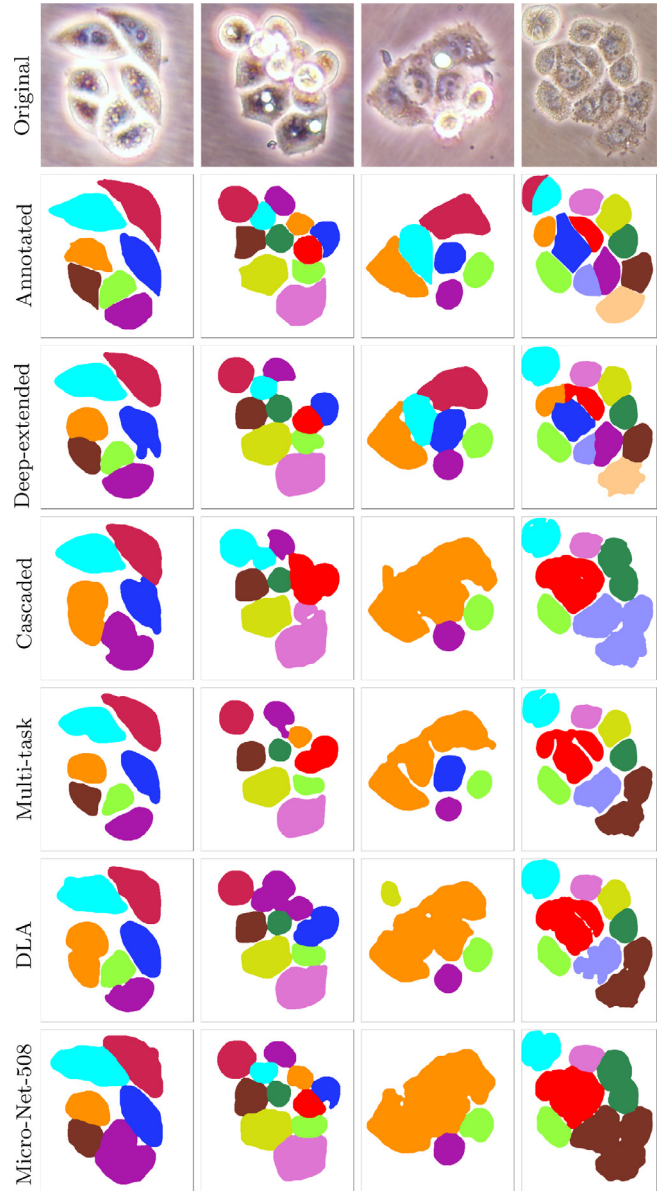 Original
Annotated
Deep-extended
Cascaded
Multi-task
DLA
Micro-Net-508